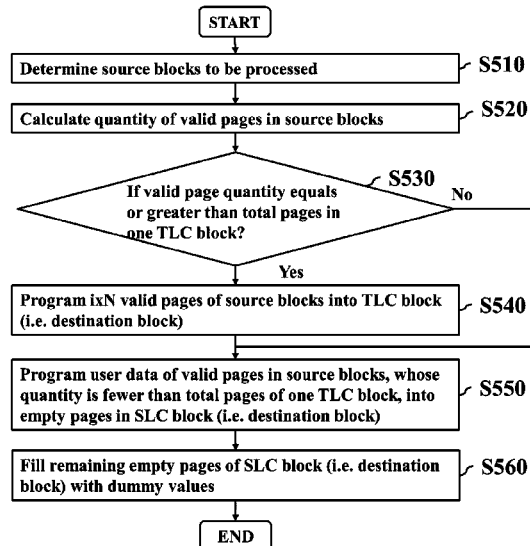 START
Determine source blocks to be processed
S510
Calculate quantity of valid pages in source blocks
S520
If valid page quantity equals
or greater than total pages in
one TLC block?
S530
No
Yes
Program ixN valid pages of source blocks into TLC block
(i.e. destination block)
S540
Program user data of valid pages in source blocks, whose
quantity is fewer than total pages of one TLC block, into
empty pages in SLC block (i.e. destination block)
S550
Fill remaining empty pages of SLC block (i.e. destination
block) with dummy values
S560
END